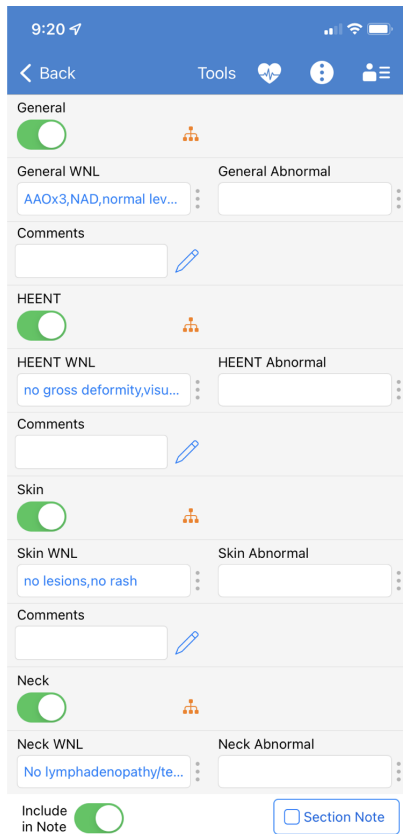 9:20
Back Tools
General
General WNL General Abnormal
AAOx3,NAD,normal lev...
Comments
HEENT
HEENT WNL HEENT Abnormal
no gross deformity,visu...
Comments
Skin
Skin WNL Skin Abnormal
no lesions,no rash
Comments
Neck
Neck WNL Neck Abnormal
No lymphadenopathy/te...
Include
in Note
Section Note